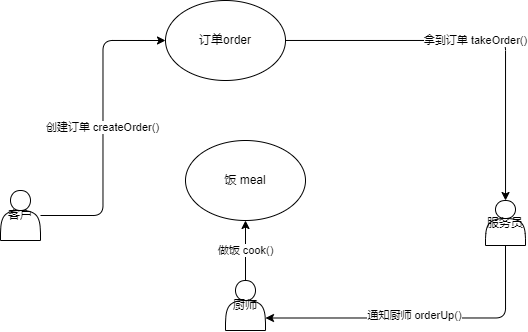 订单order
拿到订单 takeOrder()
创建订单 createOrder()
饭 meal
客户
服务员
做饭 cook()
厨师
通知厨师 orderUp()